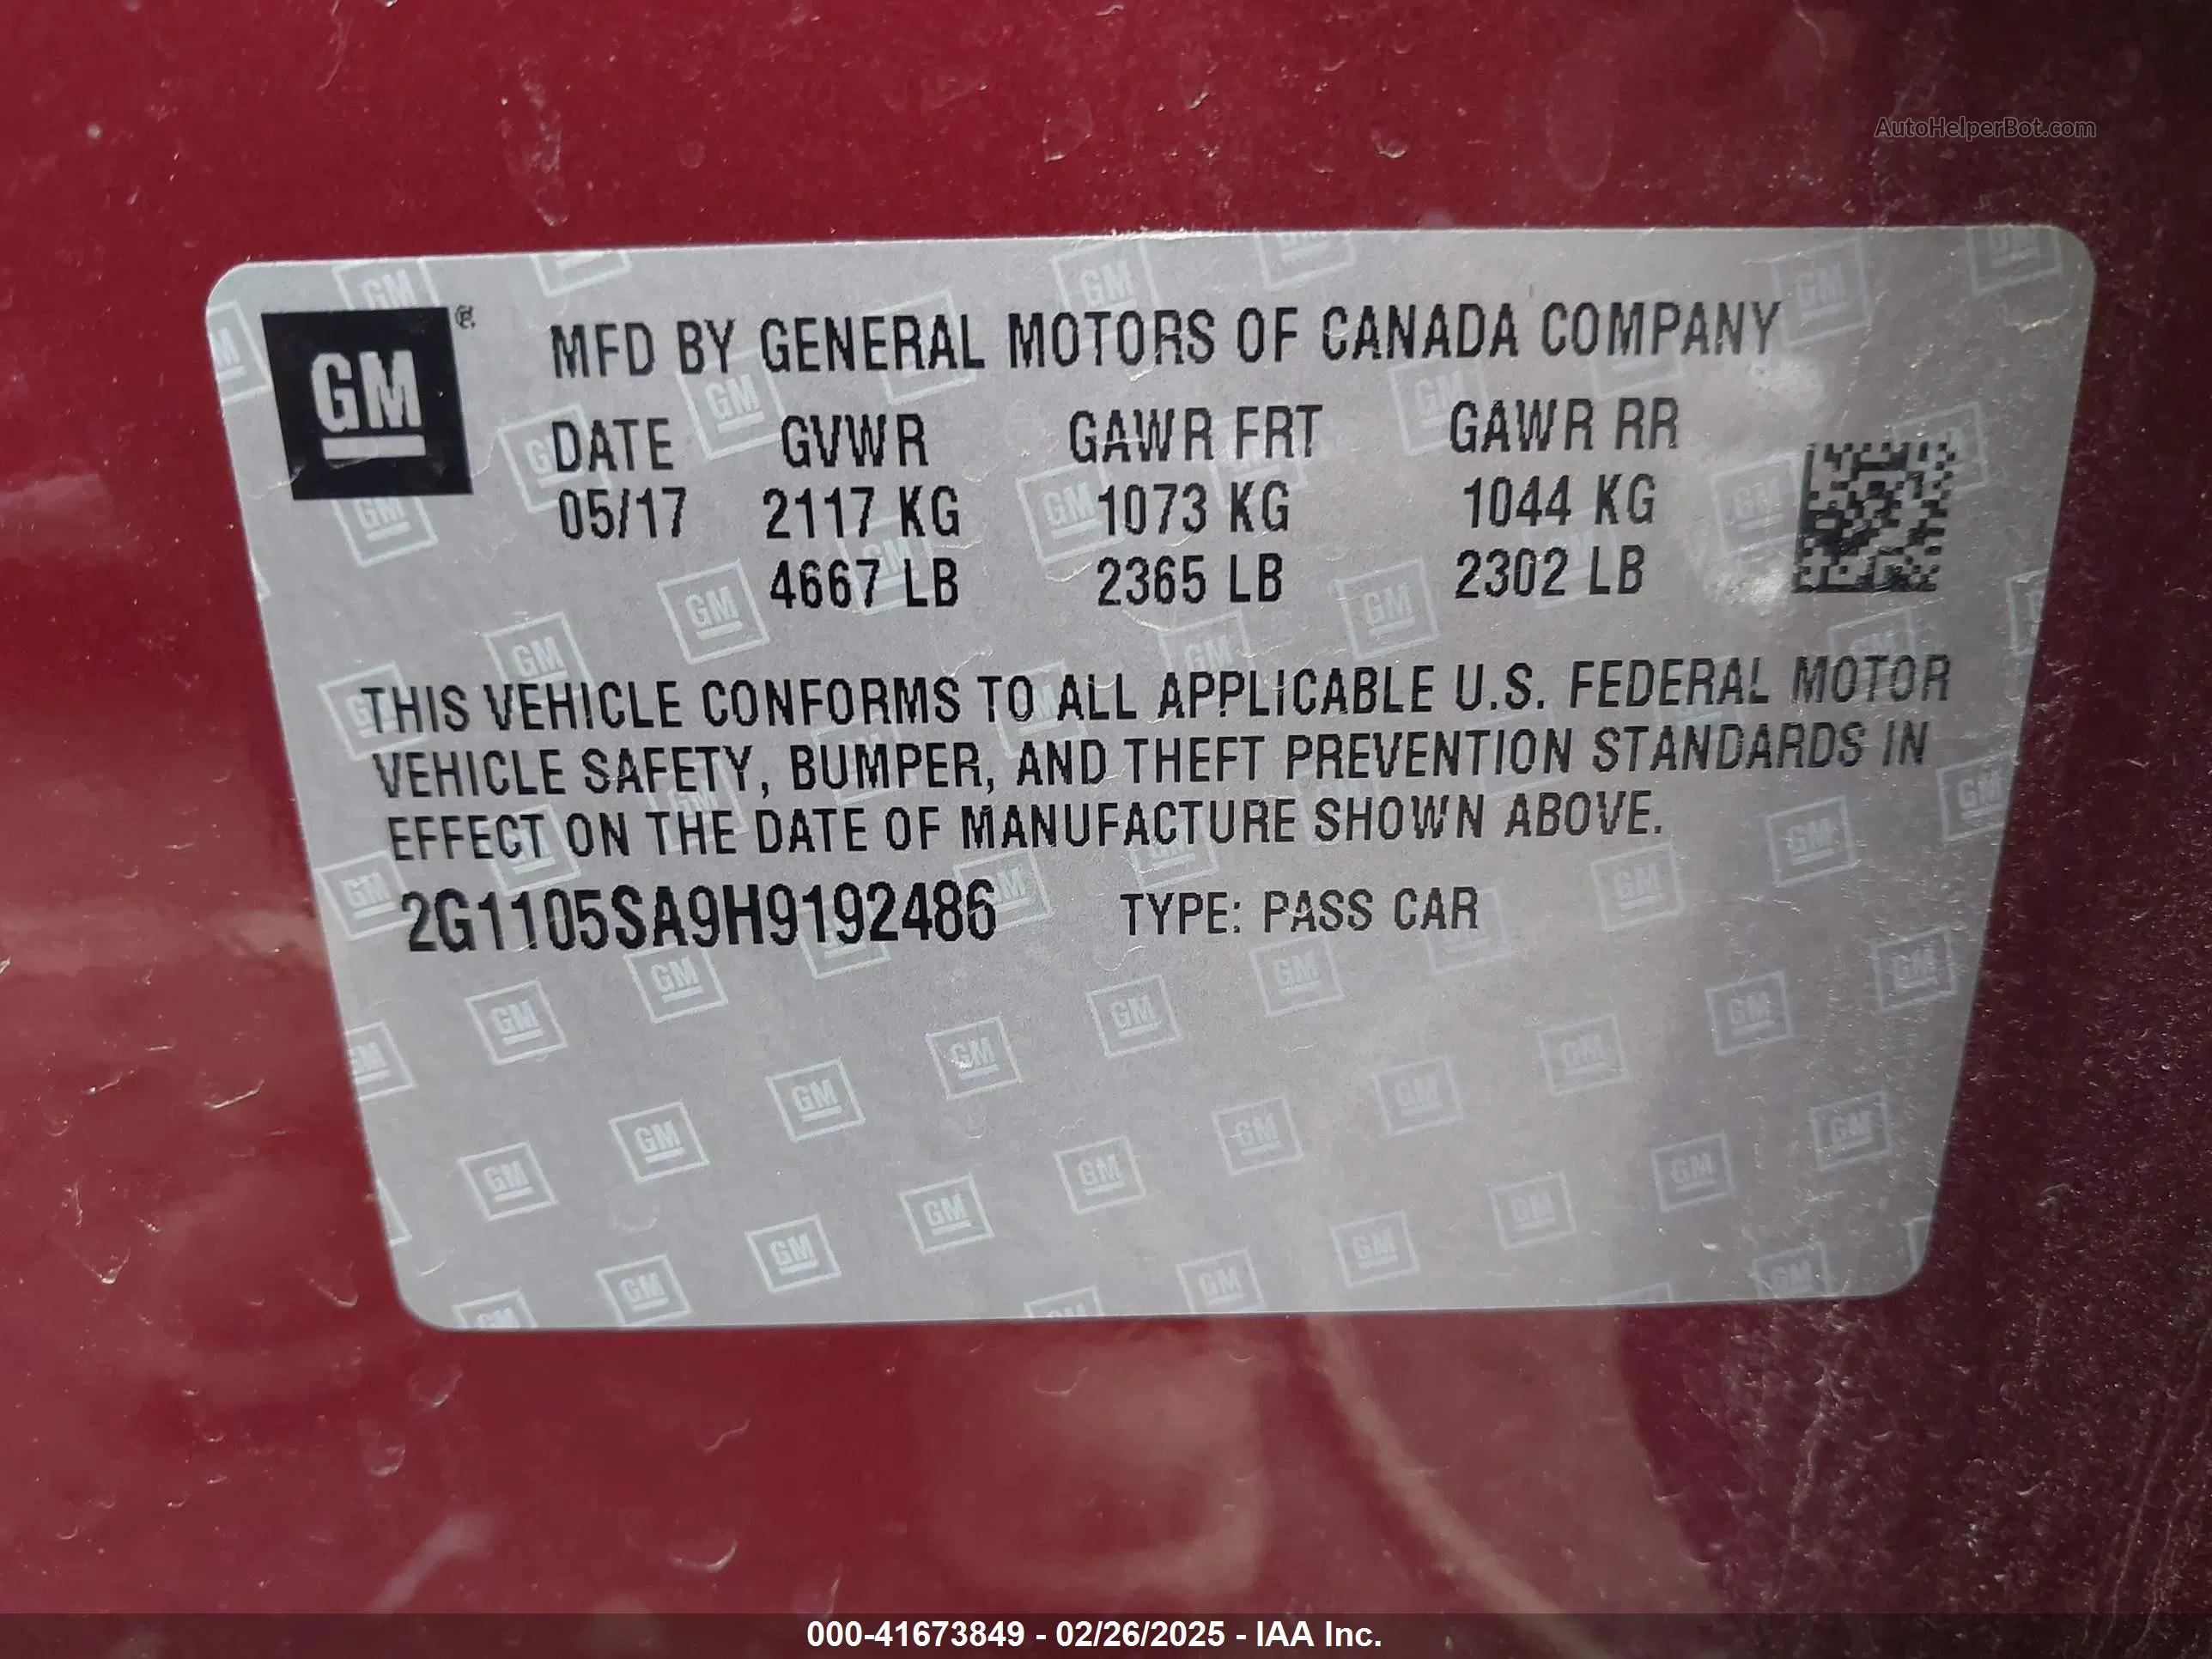 AutoHelperBot.com
GM ®
MFD BY GENERAL MOTORS OF CANADA COMPANY
DATE GVWR GAWR FRT GAWR RR
05/17 2117 KG 1073 KG 1044 KG
4667 LB 2365 LB 2302 LB
THIS VEHICLE CONFORMS TO ALL APPLICABLE U.S. FEDERAL MOTOR
VEHICLE SAFETY, BUMPER, AND THEFT PREVENTION STANDARDS IN
EFFECT ON THE DATE OF MANUFACTURE SHOWN ABOVE.
2G1105SA9H9192486 TYPE: PASS CAR
000-41673849 - 02/26/2025 - IAA Inc.